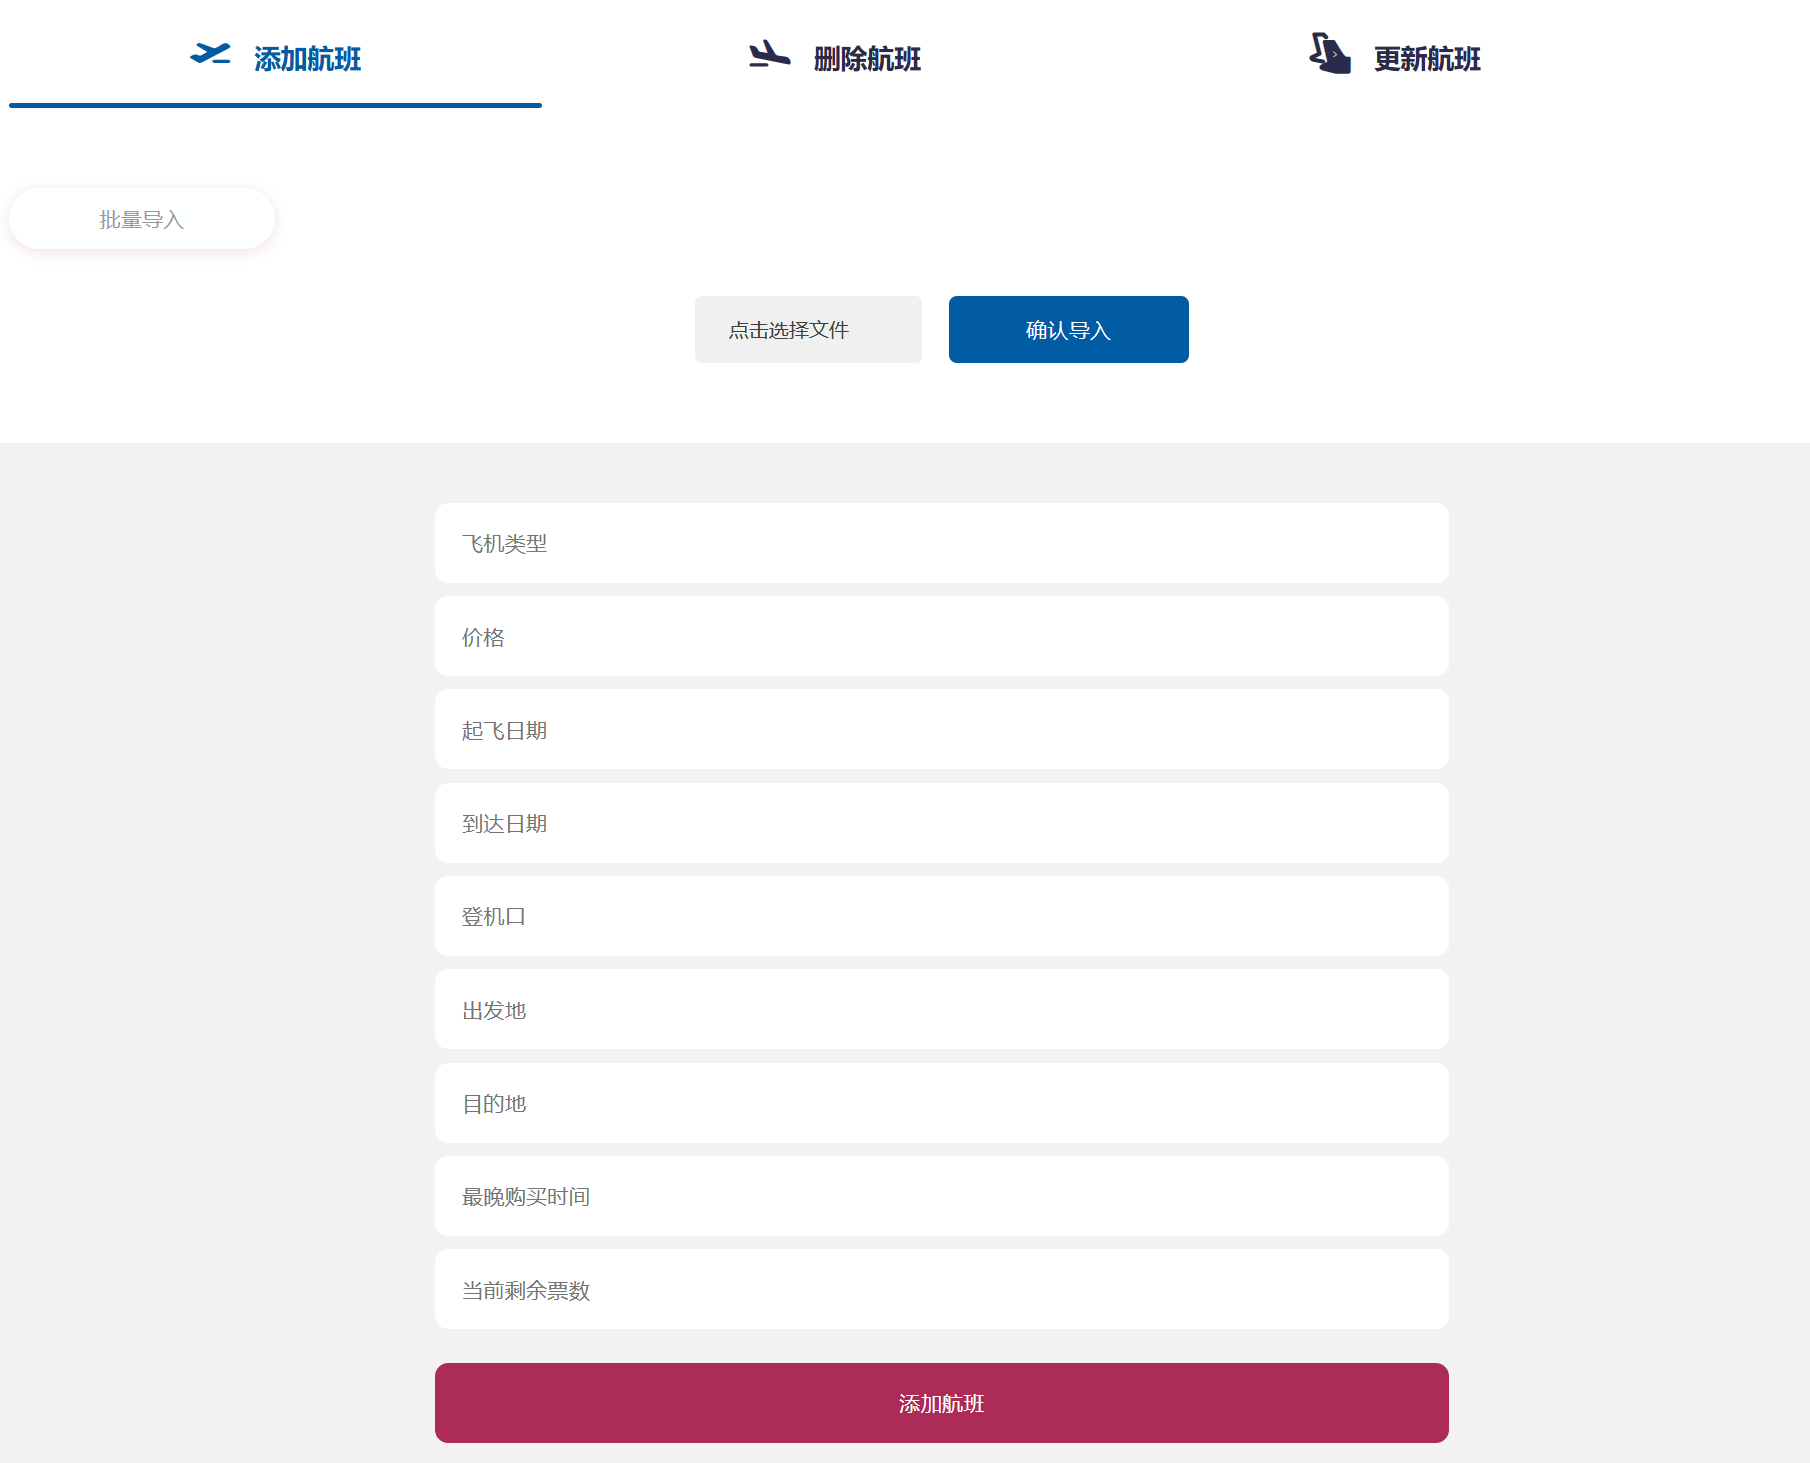 添加航班
删除航班
更新航班
批量导入
点击选择文件
确认导入
飞机类型
价格
起飞日期
到达日期
登机口
出发地
目的地
最晚购买时间
当前剩余票数
添加航班